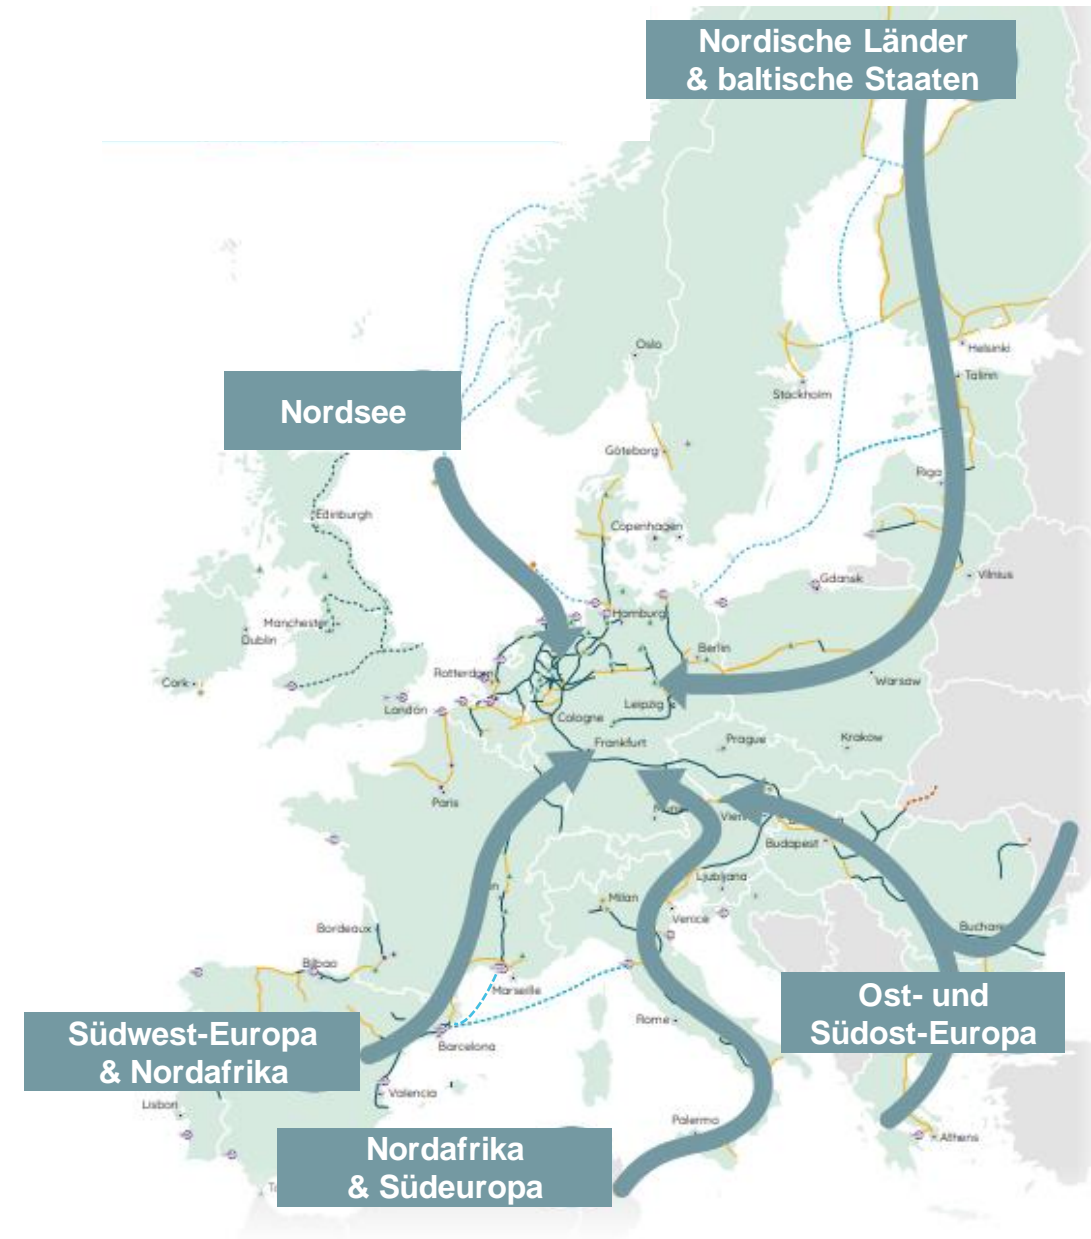 Nordische Länder
& baltische Staaten
Oslo
Helsinki
Talinn
Nordsee
Stockholm
Göteborg
Riga
Edinburgh
Copenhagen
Vilnius
Gdansk
Hamburg
Manchester
Dublin
Berlin
Rotterdam
Warsaw
Cork
London
Leipzig
Cologne
Frankfurt
Prague
Krakow
Paris
Budapest
Ljubljana
Milan
Venice
Bordeaux
Bilbao
Marseille
Ost- und
Südost-Europa
Südwest-Europa
& Nordafrika
Rome
Barcelona
Valencia
Lisbon
Palermo
Athens
Nordafrika
& Südeuropa